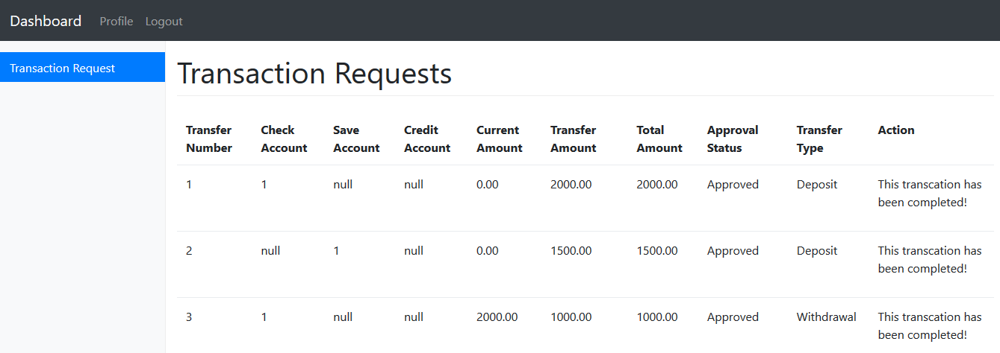 Dashboard Profile Logout
Transaction Request
Transaction Requests
Transfer Number Check Account Save Account Credit Account Current Amount Transfer Amount Total Amount Approval Status Transfer Type Action
1 1 null null 0.00 2000.00 2000.00 Approved Deposit This transcation has
been completed!
2 null 1 null 0.00 1500.00 1500.00 Approved Deposit This transcation has
been completed!
3 1 null null 2000.00 1000.00 1000.00 Approved Withdrawal This transcation has
been completed!